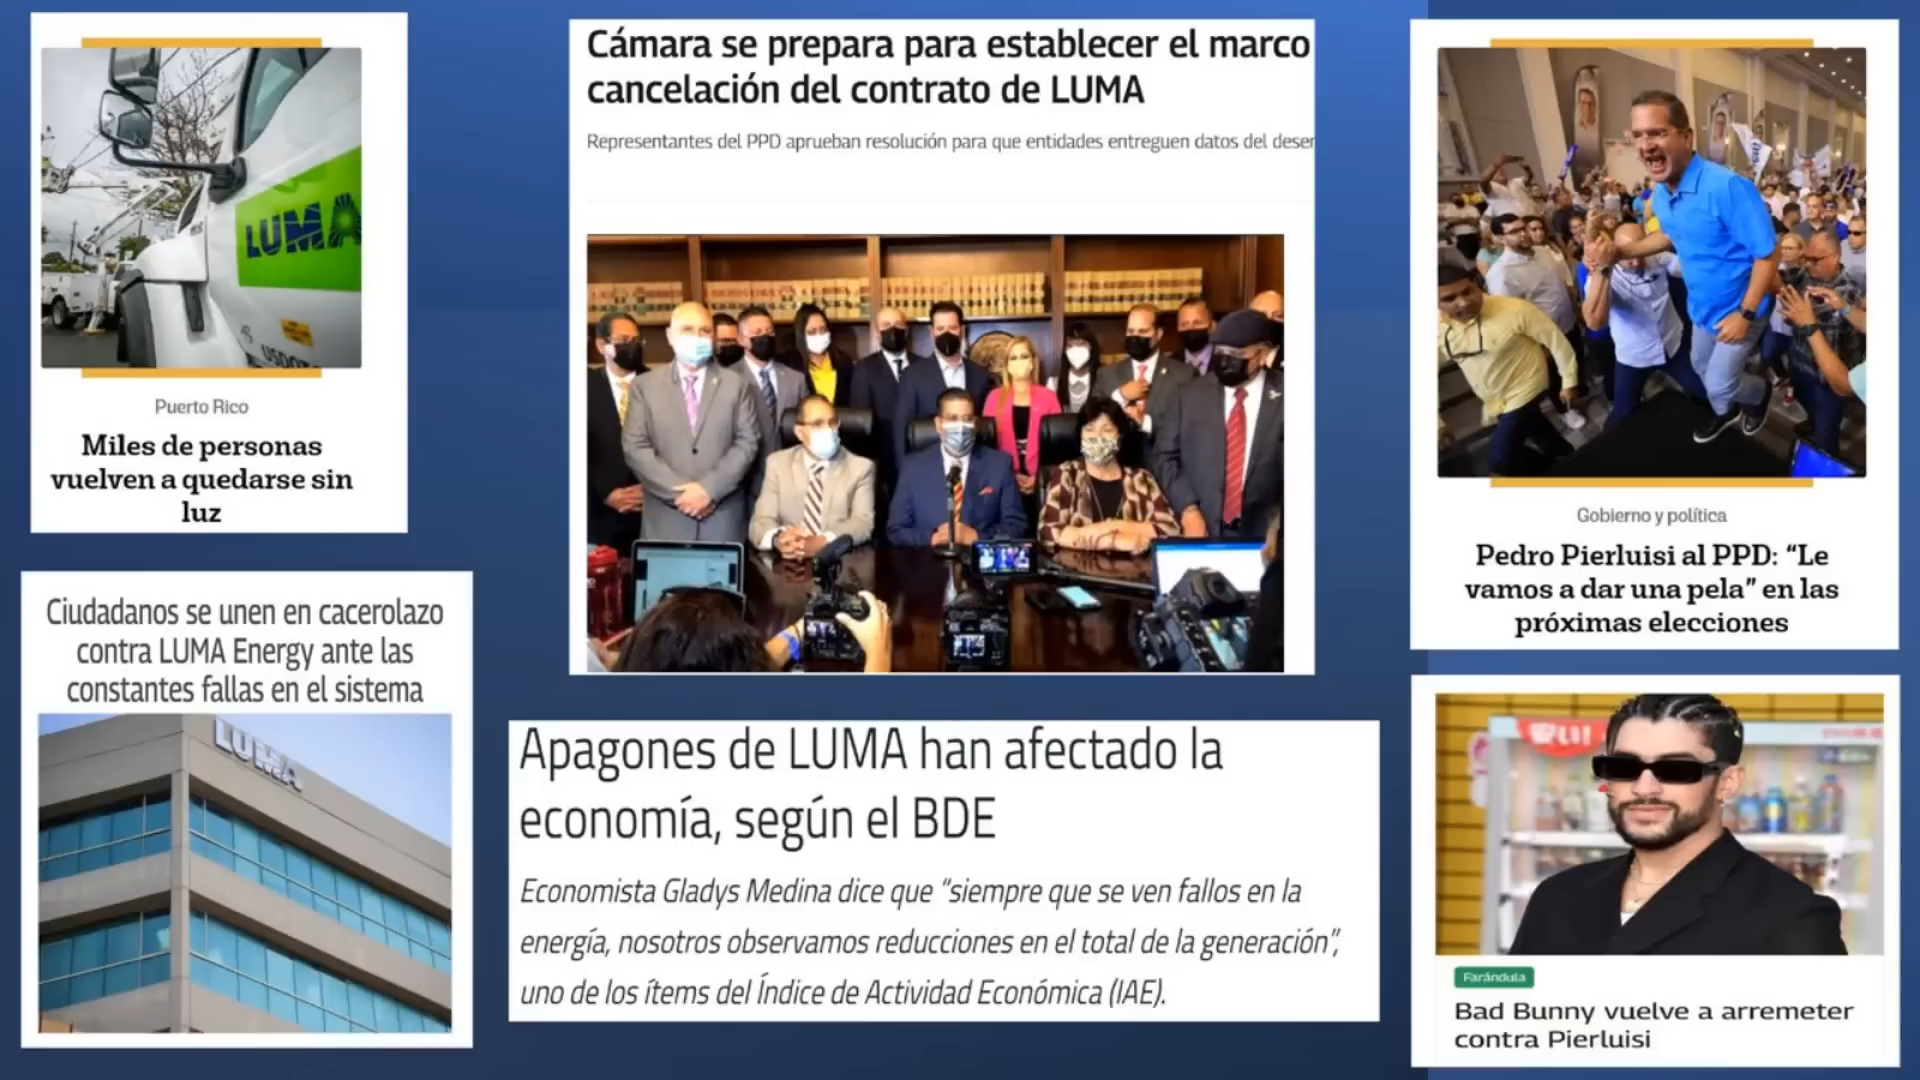 LUMA
USDOT
Puerto Rico
Miles de personas
vuelven a quedarse sin
luz
Ciudadanos se unen en cacerolazo
contra LUMA Energy ante las
constantes fallas en el sistema
LUMA
Cámara se prepara para establecer el marco
cancelación del contrato de LUMA
Representantes del PPD aprueban resolución para que entidades entreguen datos del deser
Apagones de LUMA han afectado la
economía, según el BDE
Economista Gladys Medina dice que “siempre que se ven fallos en la
energía, nosotros observamos reducciones en el total de la generación”,
uno de los ítems del Índice de Actividad Económica (IAE).
Gobierno y política
Pedro Pierluisi al PPD: “Le
vamos a dar una pela” en las
próximas elecciones
Farándula
Bad Bunny vuelve a arremeter
contra Pierluisi